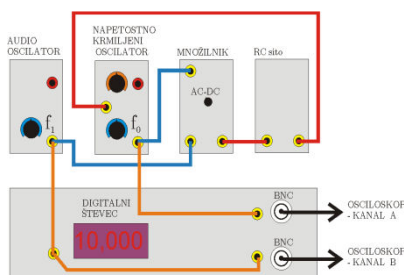 AUDIO
OSCILATOR
NAPETOSTNO
KRMILJENI
OSCILATOR
MNOŽILNIK
RC sito
AC-DC
f1
f0
DIGITALNI
ŠTEVEC
10,000
BNC
OSCILOSKOP
- KANAL A
BNC
OSCILOSKOP
- KANAL B